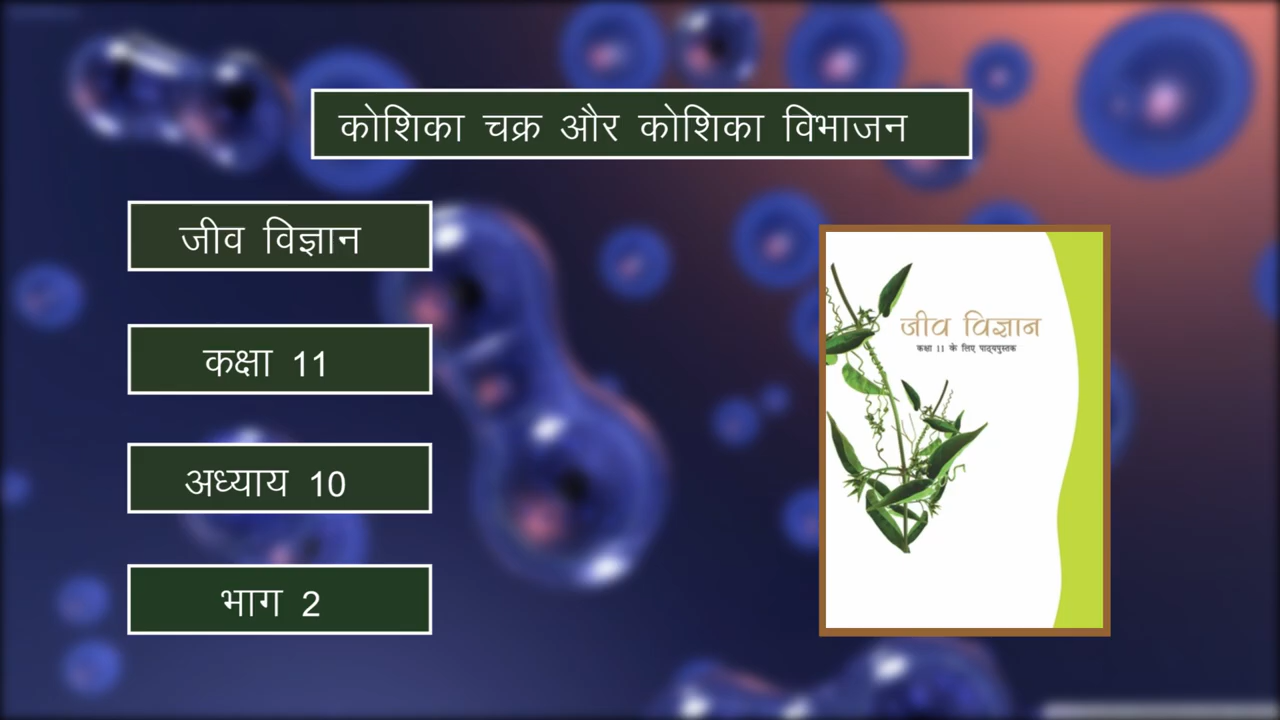 कोशिका चक्र और कोशिका विभाजन
जीव विज्ञान
कक्षा 11
अध्याय 10
भाग 2
जीव विज्ञान
कक्षा 11 के लिए पाठ्यपुस्तक